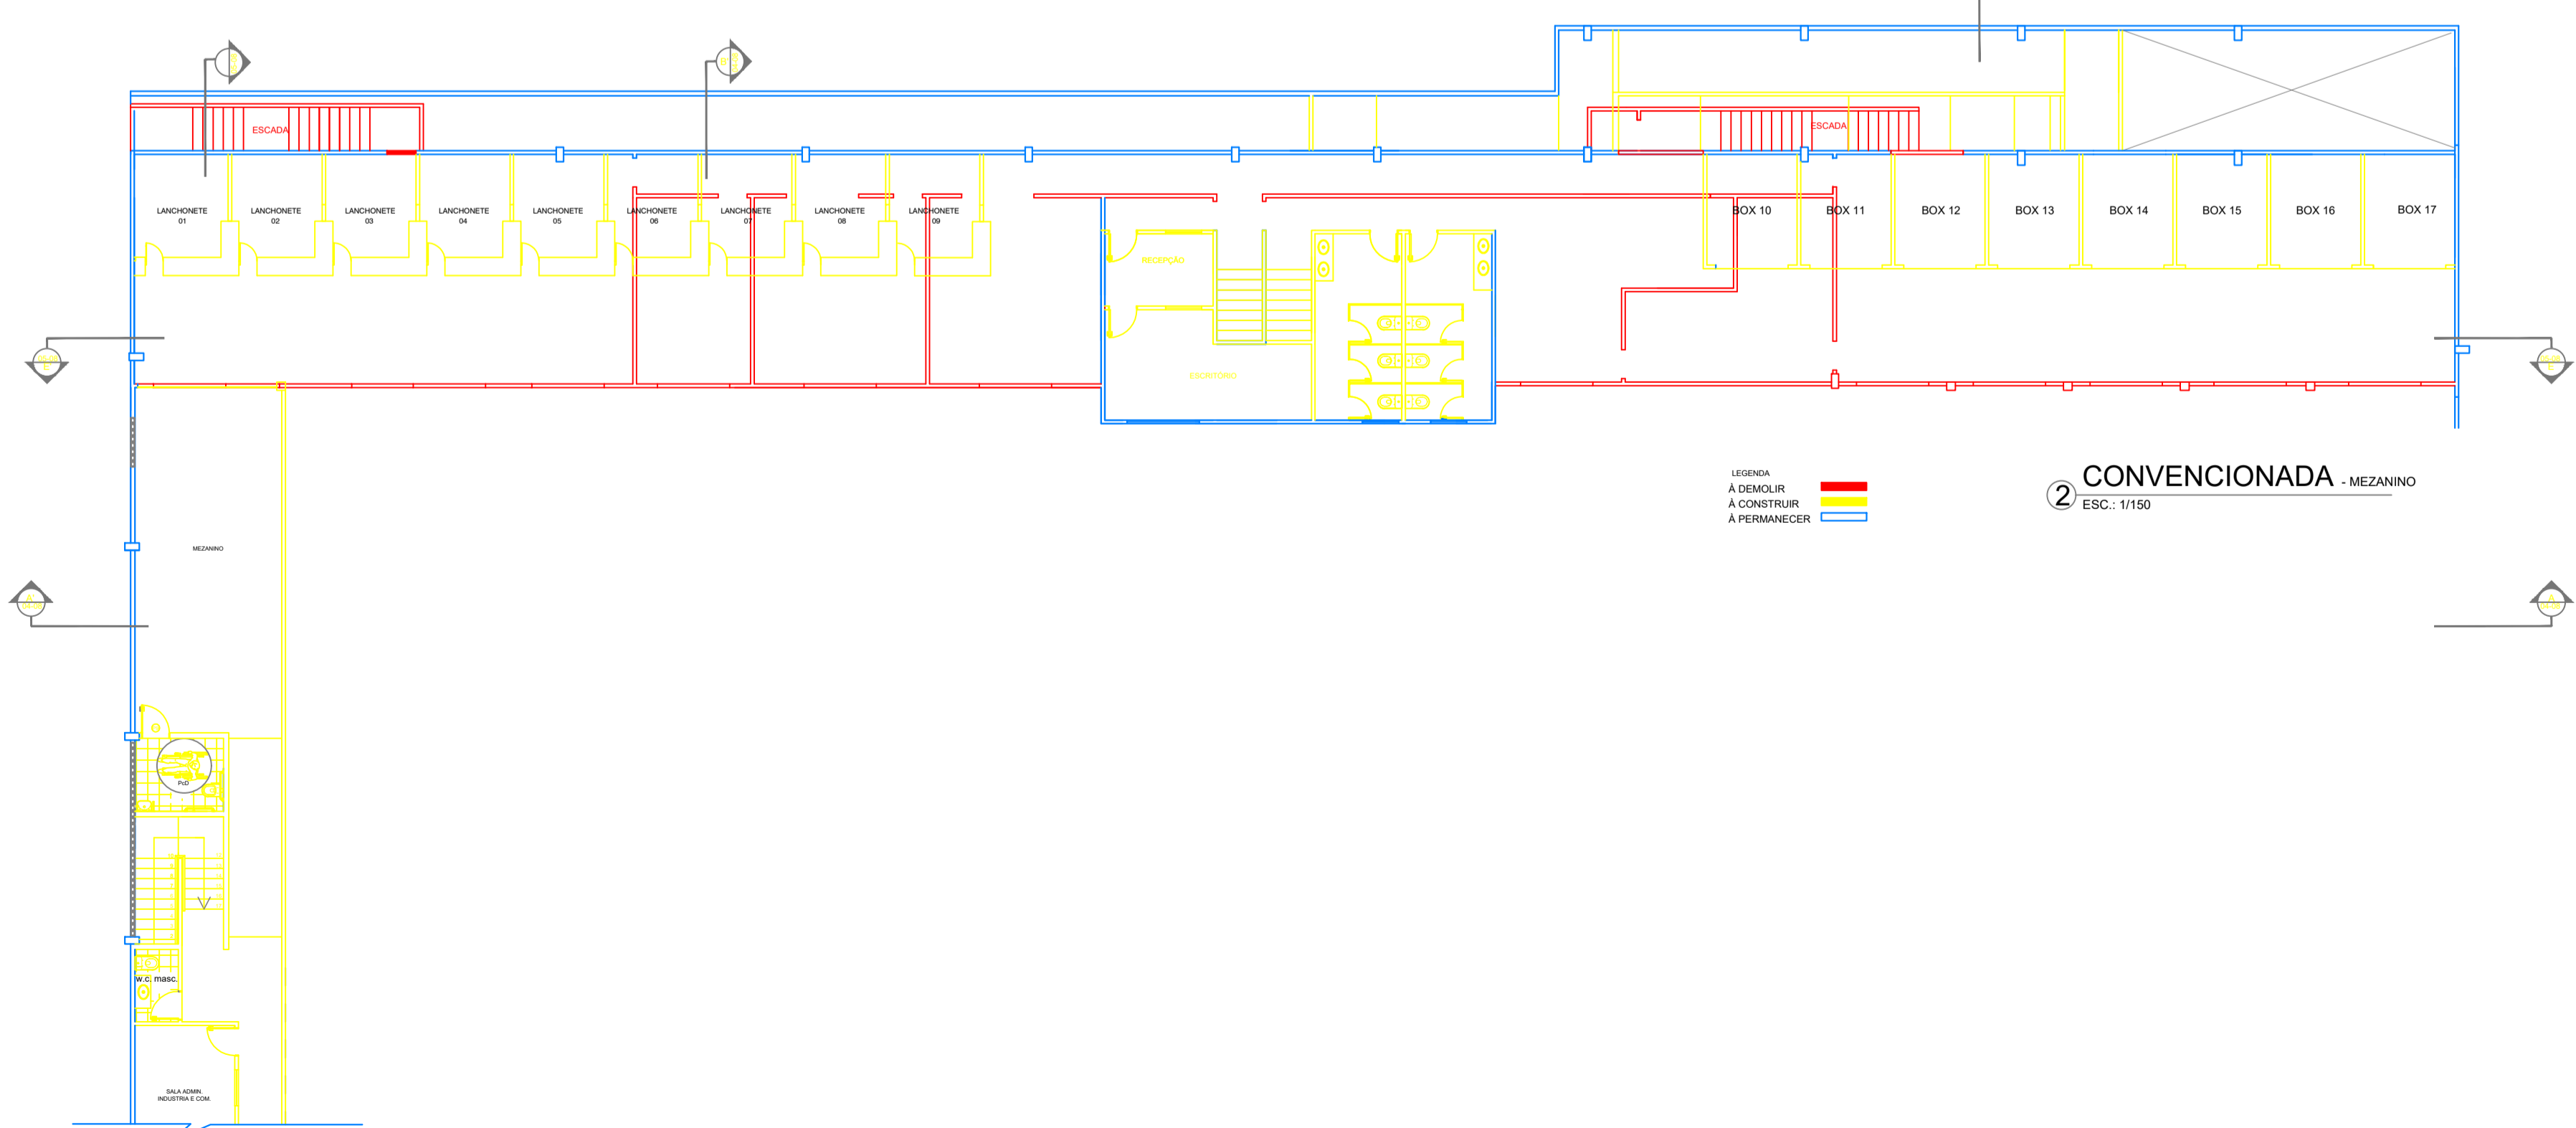 ESCADA
ESCADA
LANCHONETE
01
LANCHONETE
02
LANCHONETE
03
LANCHONETE
04
LANCHONETE
05
LANCHONETE
06
LANCHONETE
07
LANCHONETE
08
LANCHONETE
09
BOX 10
BOX 11
BOX 12
BOX 13
BOX 14
BOX 15
BOX 16
BOX 17
RECEPÇÃO
ESCRITÓRIO
LEGENDA
À DEMOLIR
À CONSTRUIR
À PERMANECER
2
CONVENCIONADA - MEZANINO
ESC.: 1/150
MEZANINO
PcD
w.c. masc.
SALA ADMIN.
INDUSTRIA E COM.